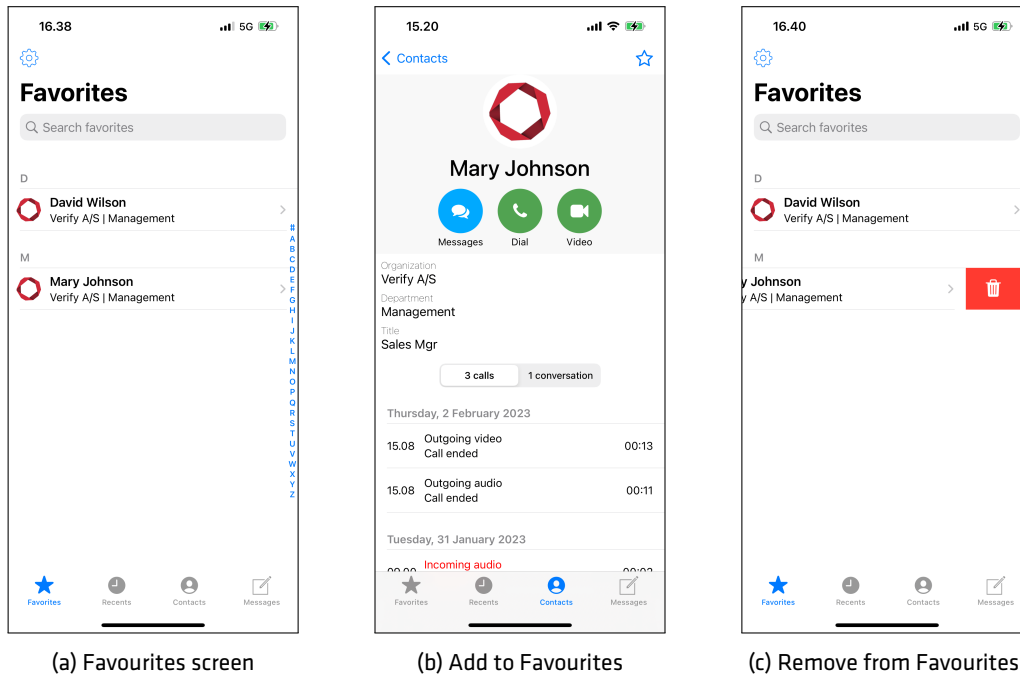 16.38
5G
Favorites
Search favorites
D
David Wilson
Verify A/S | Management
M
Mary Johnson
Verify A/S | Management
#
A
B
C
D
E
F
G
H
I
J
K
L
M
N
O
P
Q
R
S
T
U
V
W
X
Y
Z
Favorites
Recents
Contacts
Messages
(a) Favourites screen
15.20
Contacts
Mary Johnson
Messages
Dial
Video
Organization
Verify A/S
Department
Management
Title
Sales Mgr
3 calls
1 conversation
Thursday, 2 February 2023
15.08
Outgoing video
Call ended
00:13
15.08
Outgoing audio
Call ended
00:11
Tuesday, 31 January 2023
Incoming audio
Favorites
Recents
Contacts
Messages
(b) Add to Favourites
16.40
5G
Favorites
Search favorites
D
David Wilson
Verify A/S | Management
M
y Johnson
y A/S | Management
Favorites
Recents
Contacts
Messages
(c) Remove from Favourites